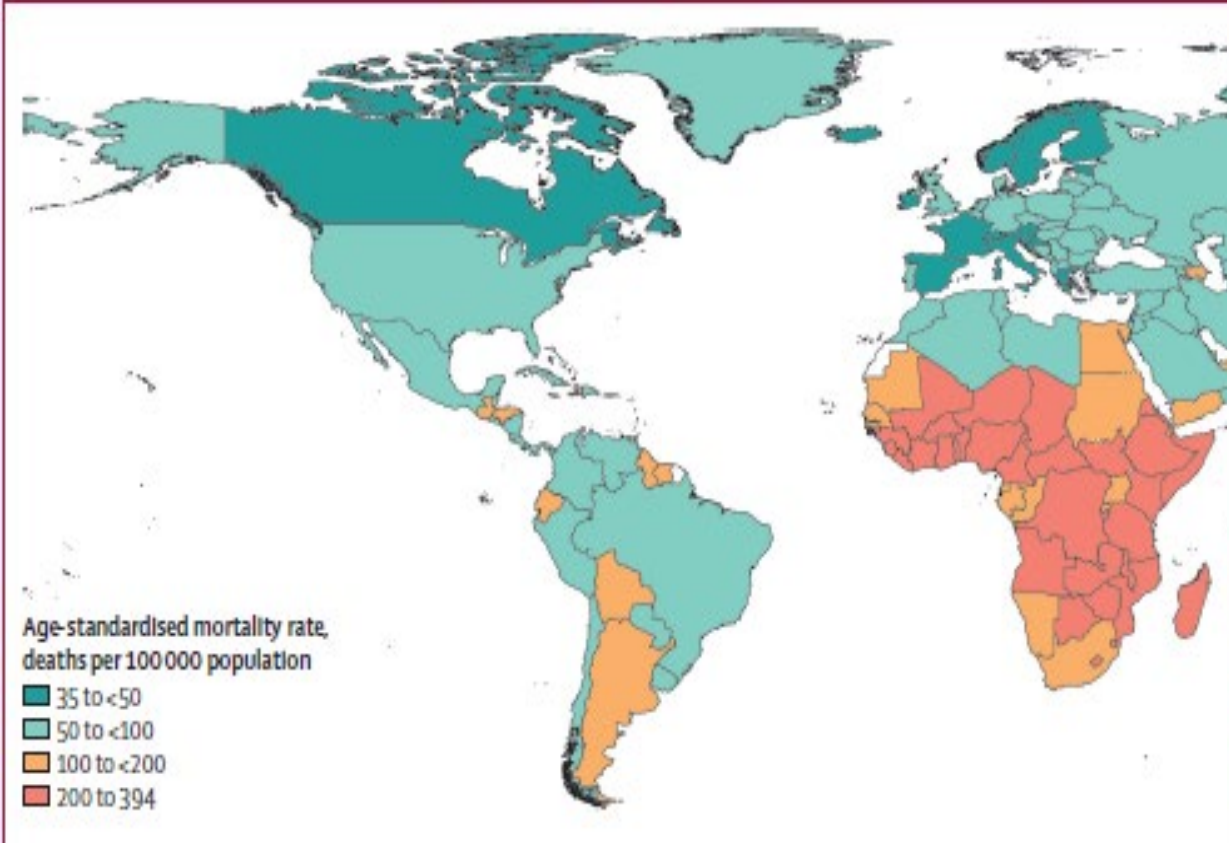 Age-standardised mortality rate,
deaths per 100 000 population
35 to <50
50 to <100
100 to <200
200 to 394